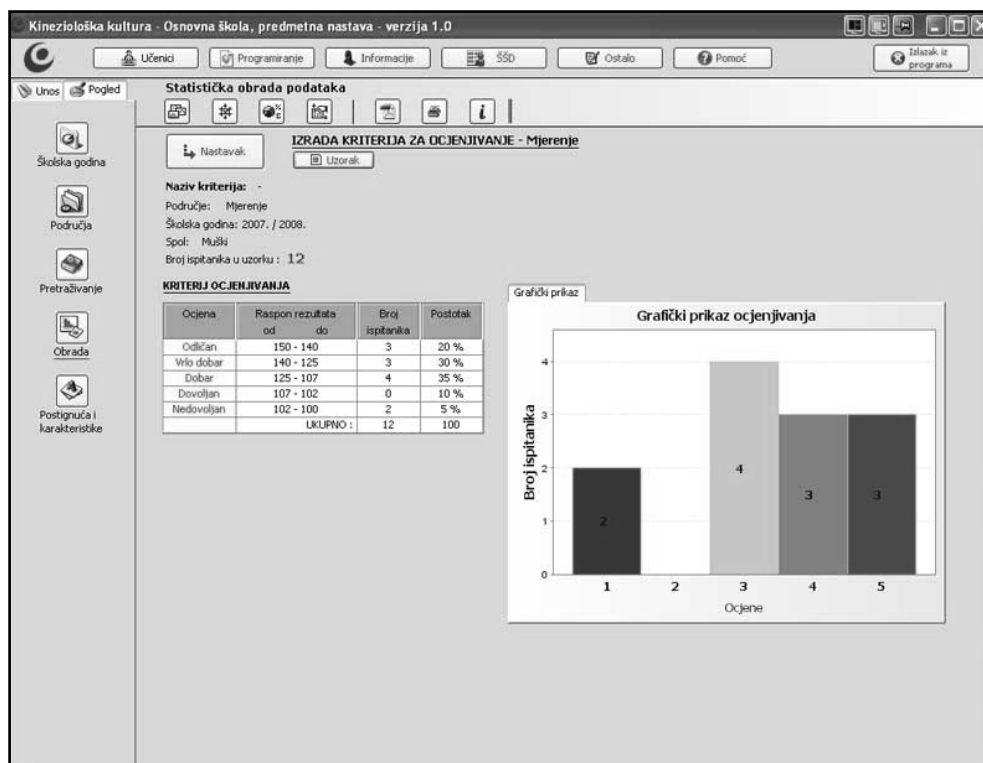 Kineziološka kultura - Osnovna škola, predmetna nastava - verzija 1.0
Učenici Programiranje Informacije ŠŠD Ostalo Pomoć Izlazak iz programa
Unos Pogled
Statistička obrada podataka
Školska godina
Područja
Pretraživanje
Obrada
Postignuća i
karakteristike
Nastavak
IZRADA KRITERIJA ZA OCJENJIVANJE - Mjerenje
Uzorak
Naziv kriterija: -
Područje: Mjerenje
Školska godina: 2007. / 2008.
Spol: Muški
Broj ispitanika u uzorku : 12
KRITERIJ OCJENJIVANJA
Ocjena Raspon rezultata Broj Postotak
od do ispitanika
Odličan 150 - 140 3 20 %
Vrlo dobar 140 - 125 3 30 %
Dobar 125 - 107 4 35 %
Dovoljan 107 - 102 0 10 %
Nedovoljan 102 - 100 2 5 %
UKUPNO : 12 100
Grafički prikaz
Grafički prikaz ocjenjivanja
Broj ispitanika
4
3
2
1
0
2 4 3 3
1 2 3 4 5
Ocjene